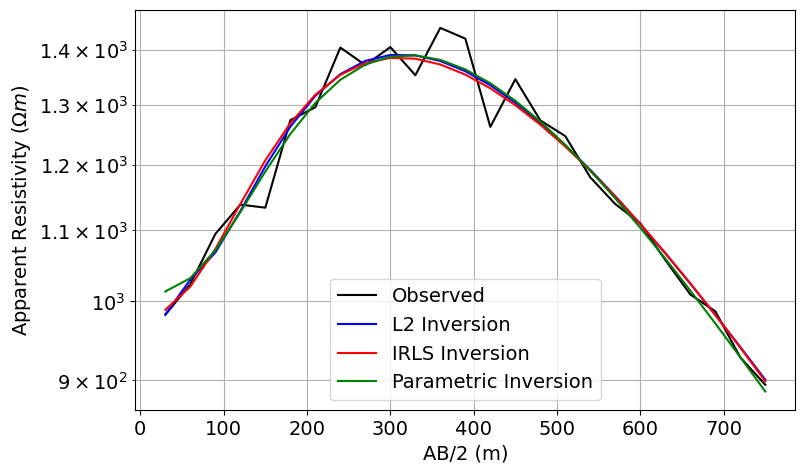 Apparent Resistivity (Ωm)
1.4 × 10³
1.3 × 10³
1.2 × 10³
1.1 × 10³
10³
9 × 10²
Observed
L2 Inversion
IRLS Inversion
Parametric Inversion
0 100 200 300 400 500 600 700
AB/2 (m)